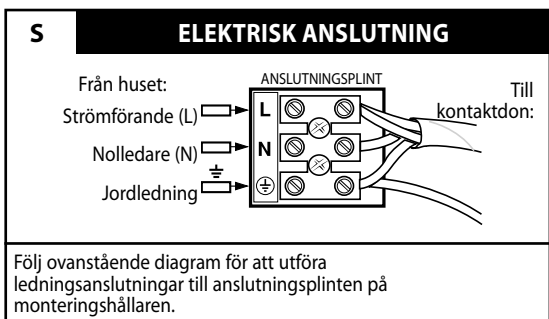 S
ELEKTRISK ANSLUTNING
Från huset:
ANSLUTNINGSPLINT
Till
kontaktdon:
Strömförande (L)
L
Nolledare (N)
N
Jordledning
Följ ovanstående diagram för att utföra
ledningsanslutningar till anslutningsplinten på
monteringshållaren.